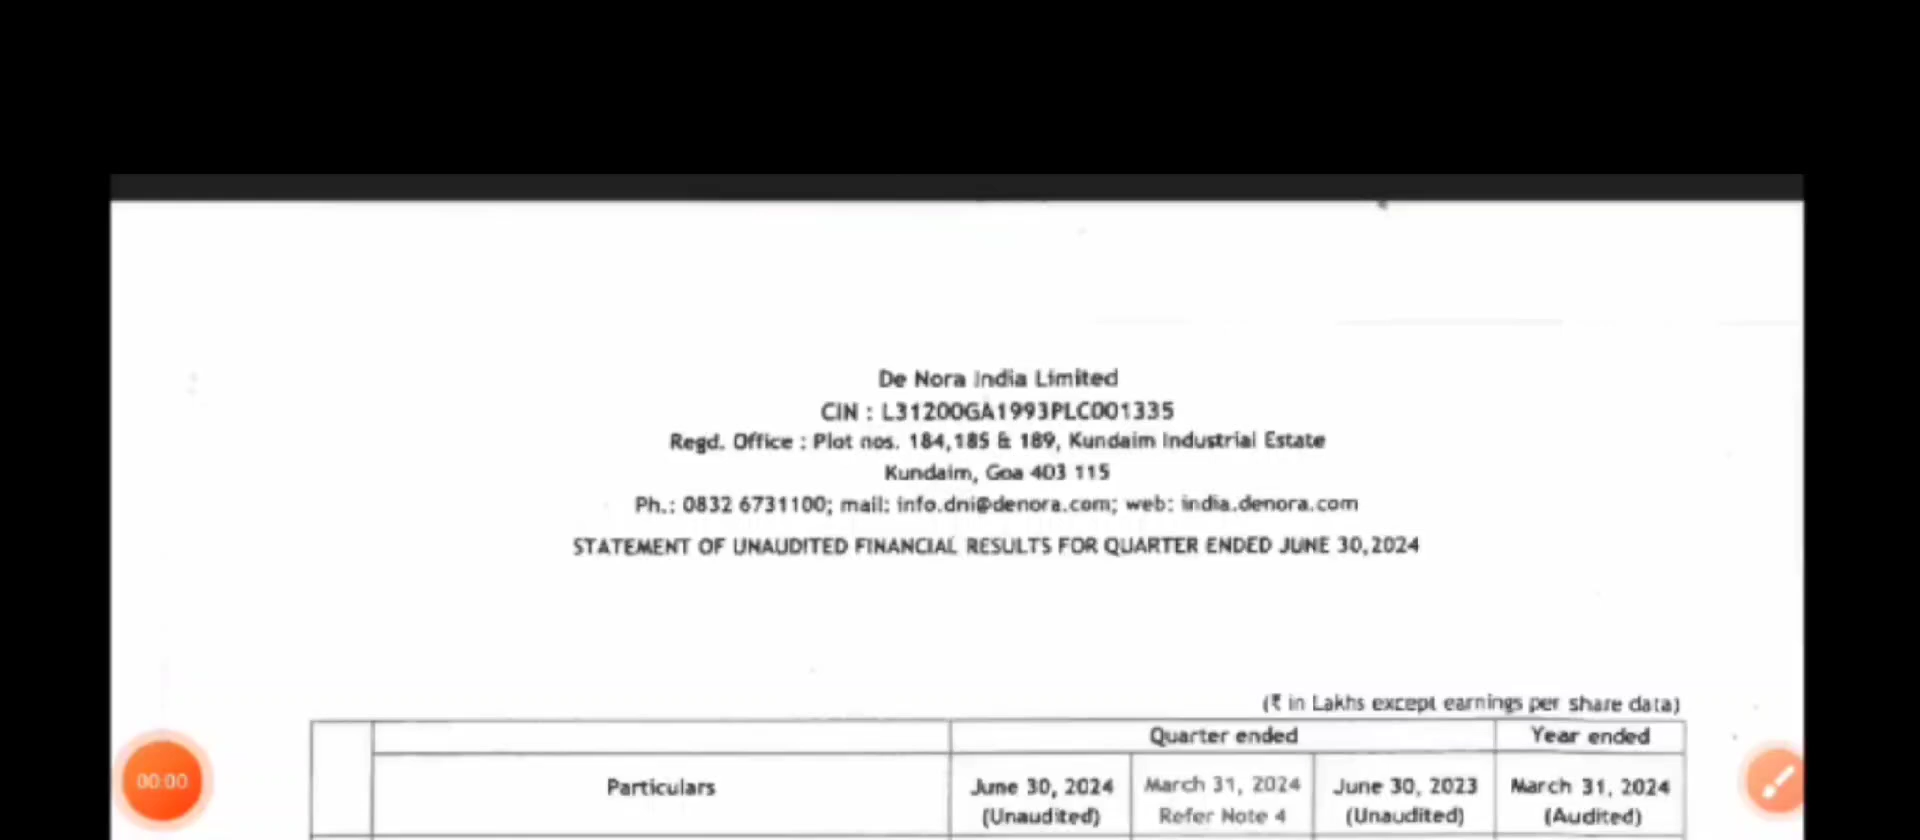 De Nora India Limited
CIN : L31200GA1993PLC001335
Regd. Office : Plot nos. 184,185 & 189, Kundaim Industrial Estate
Kundaim, Goa 403 115
Ph.: 0832 6731100; mail: info.dni@denora.com; web: india.denora.com
STATEMENT OF UNAUDITED FINANCIAL RESULTS FOR QUARTER ENDED JUNE 30,2024
(₹ in Lakhs except earnings per share data)
Quarter ended Year ended
Particulars June 30, 2024 March 31, 2024 June 30, 2023 March 31, 2024
(Unaudited) Refer Note 4 (Unaudited) (Audited)
00:00